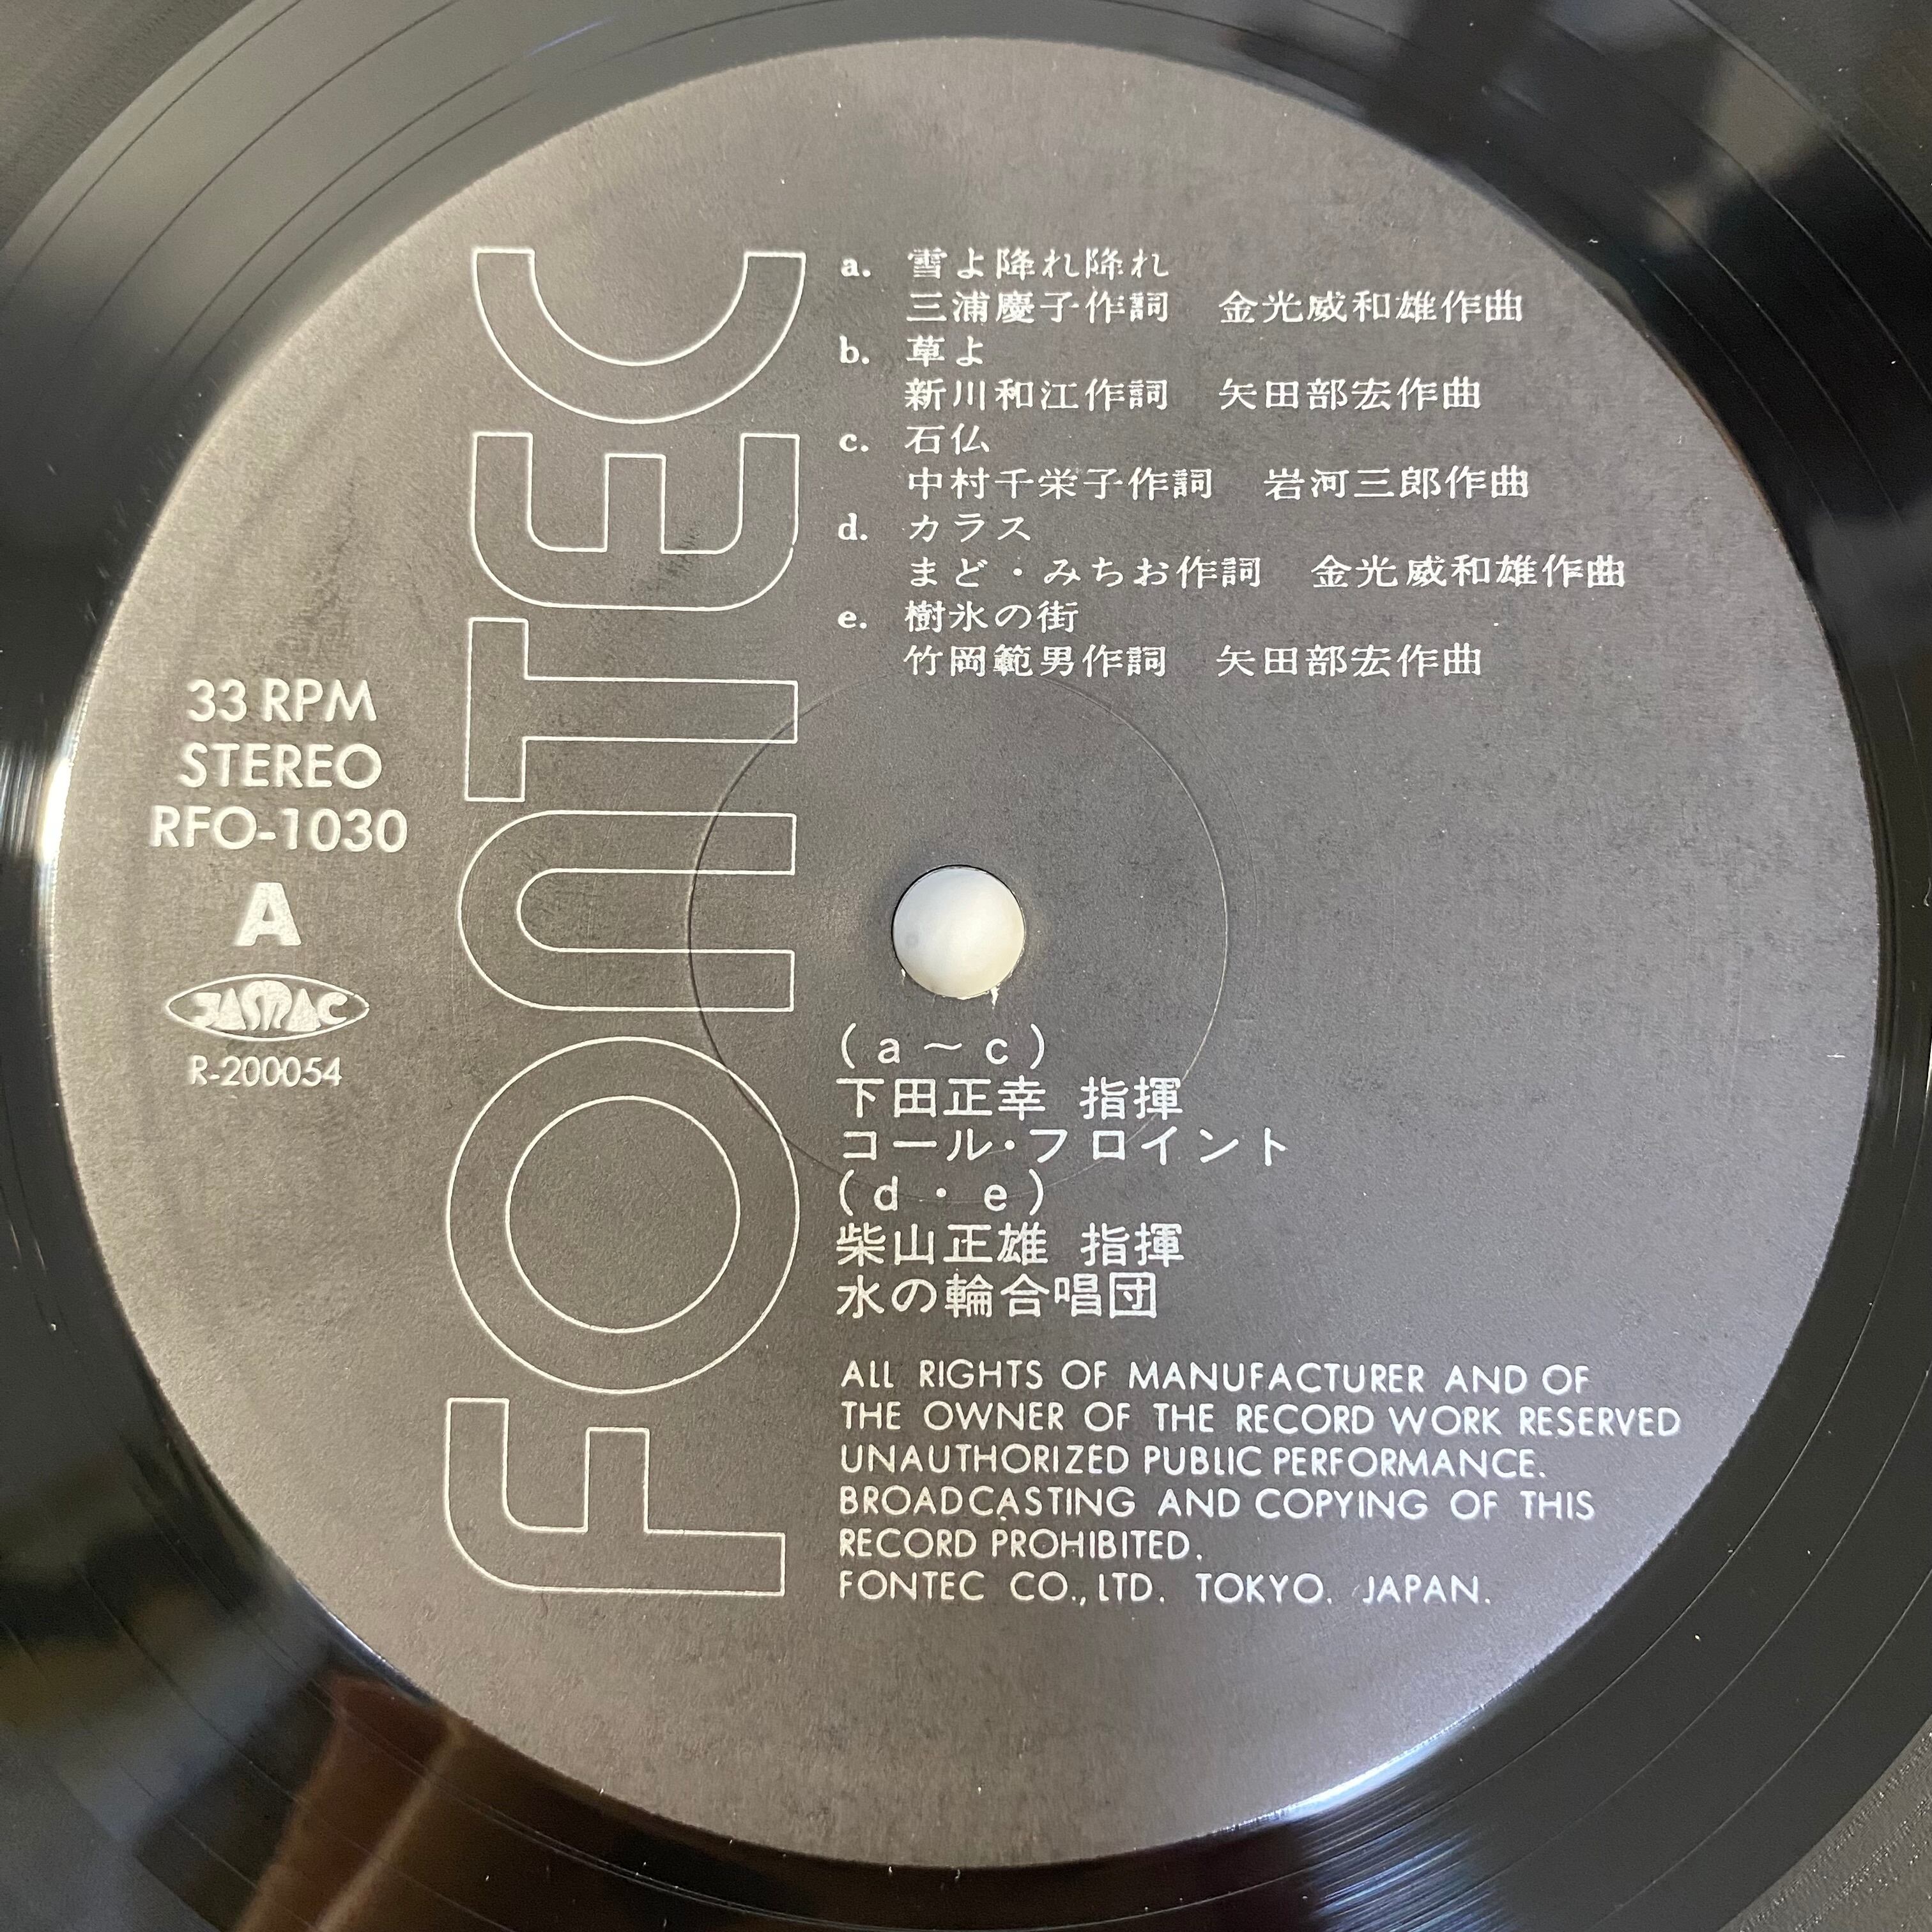 FONTEC
33 RPM
STEREO
RFO-1030
A
JASRAC
R-200054
a. 雪よ降れ降れ
三浦慶子作詞 金光威和雄作曲
b. 草よ
新川和江作詞 矢田部宏作曲
c. 石仏
中村千栄子作詞 岩河三郎作曲
d. カラス
まど・みちお作詞 金光威和雄作曲
e. 樹氷の街
竹岡範男作詞 矢田部宏作曲
(a～c)
下田正幸 指揮
コール・フロイント
(d・e)
柴山正雄 指揮
水の輪合唱団
ALL RIGHTS OF MANUFACTURER AND OF
THE OWNER OF THE RECORD WORK RESERVED
UNAUTHORIZED PUBLIC PERFORMANCE.
BROADCASTING AND COPYING OF THIS
RECORD PROHIBITED.
FONTEC CO., LTD. TOKYO. JAPAN.